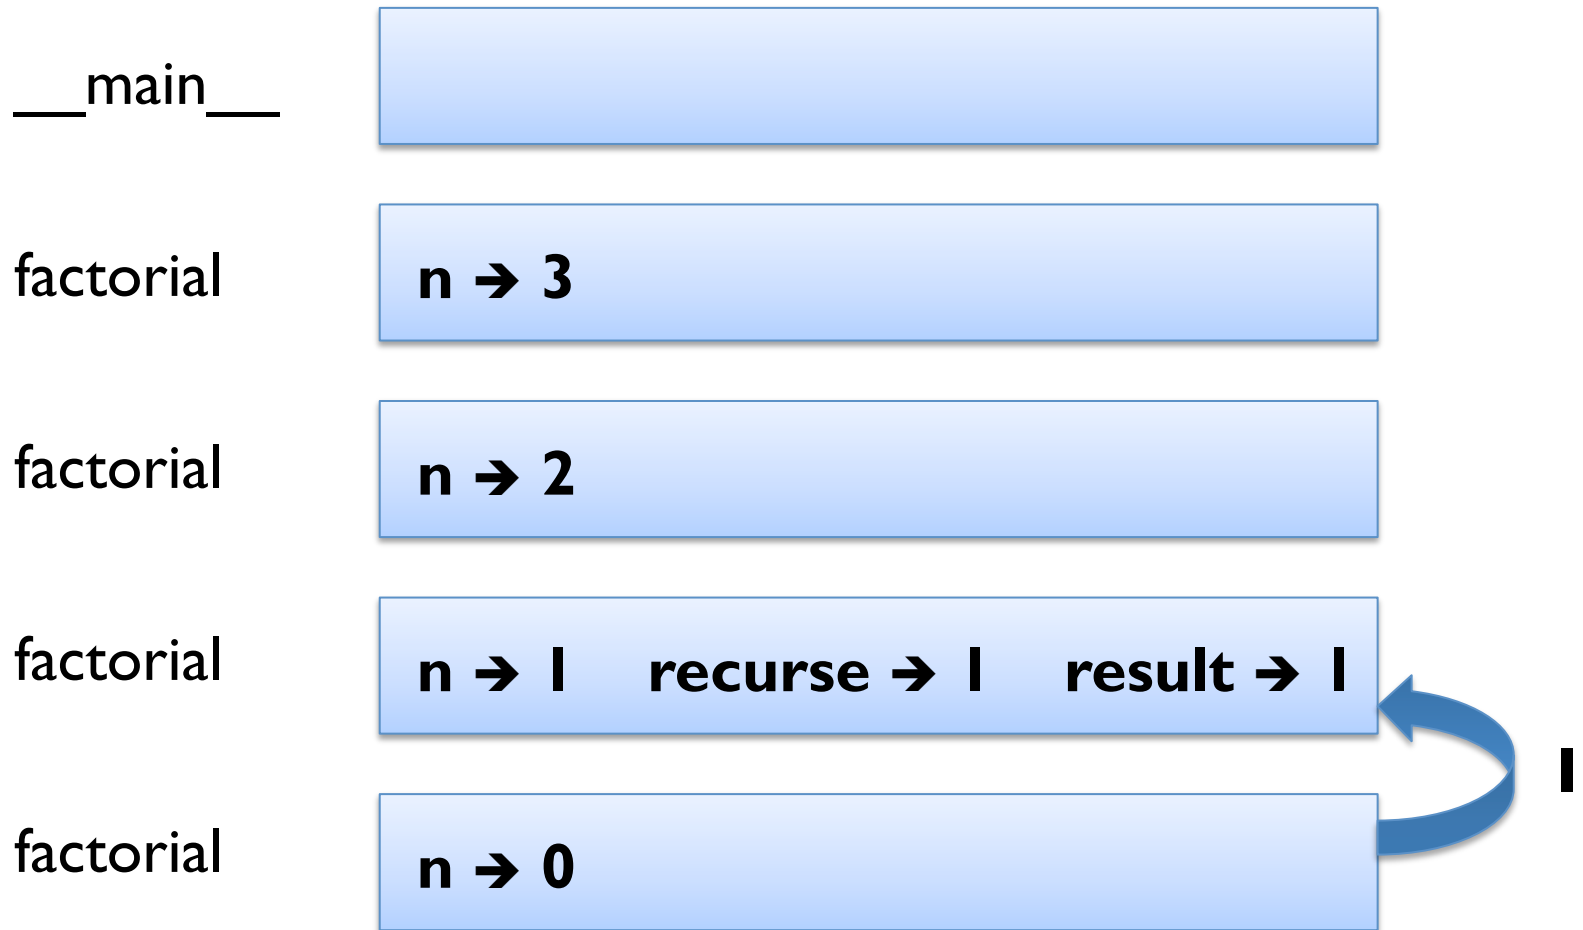 __main__
factorial n → 3
factorial n → 2
factorial n → 1 recurse → 1 result → 1
1
factorial n → 0